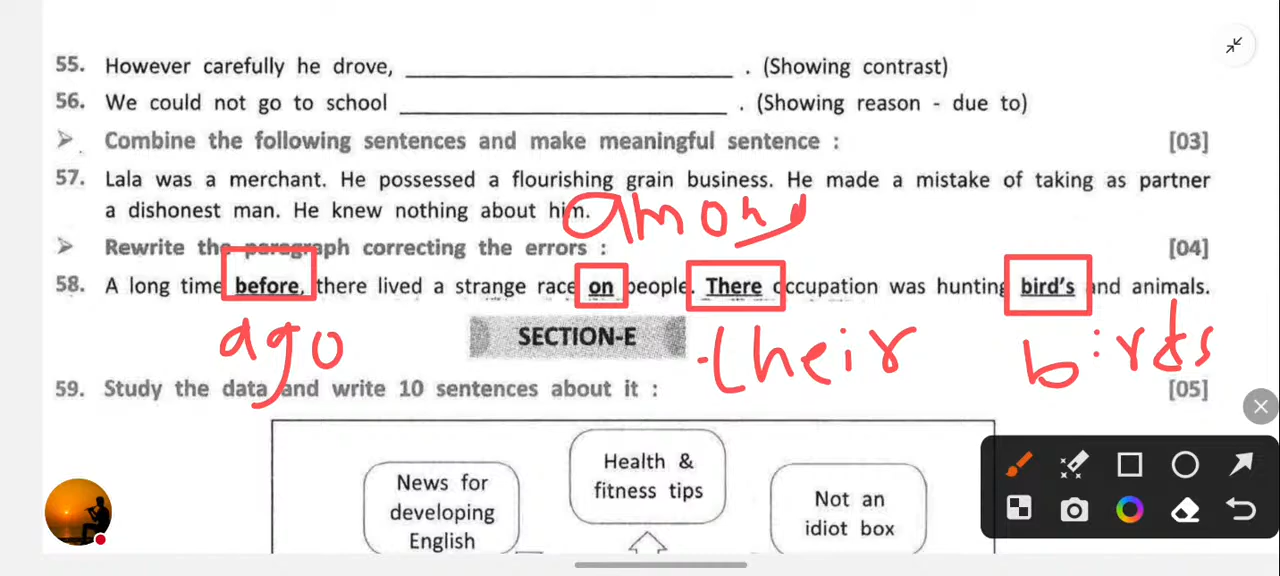 55. However carefully he drove, ______________________________ . (Showing contrast)
56. We could not go to school ______________________________ . (Showing reason - due to)
➢ Combine the following sentences and make meaningful sentence : [03]
57. Lala was a merchant. He possessed a flourishing grain business. He made a mistake of taking as partner
a dishonest man. He knew nothing about him.
among
➢ Rewrite the paragraph correcting the errors : [04]
58. A long time before, there lived a strange race on people. There occupation was hunting bird's and animals.
ago
their
birds
SECTION-E
59. Study the data and write 10 sentences about it : [05]
News for
developing
English
Health &
fitness tips
Not an
idiot box